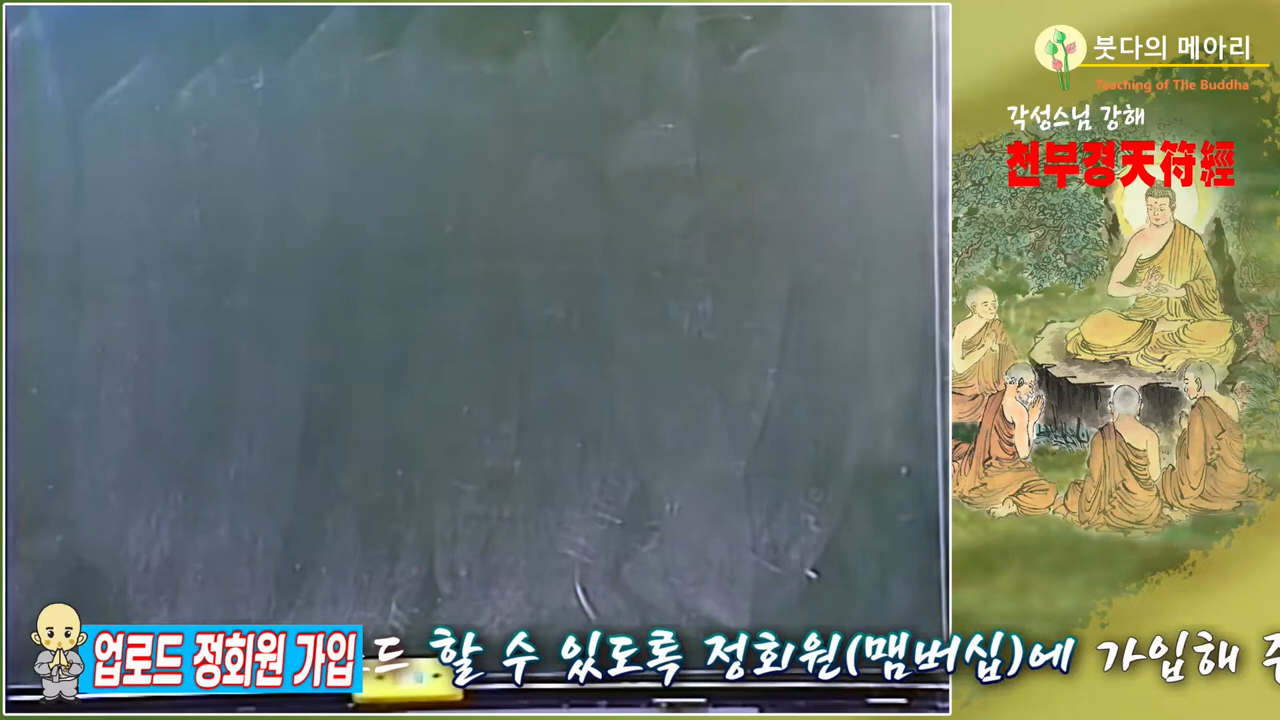 붓다의 메아리
Teaching of The Buddha
각성스님 강해
천부경天符經
업로드 정회원 가입
드 할 수 있도록 정회원(맴버십)에 가입해